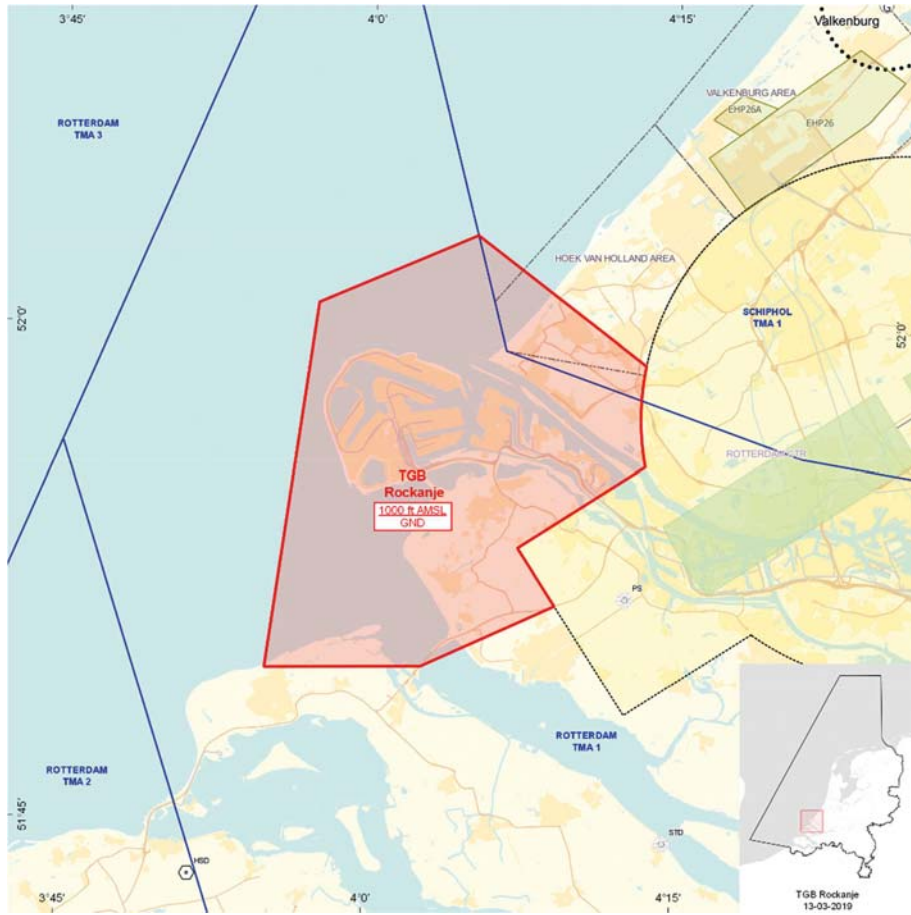 3°45'
4°0'
4°15'
Valkenburg
VALKENBURG AREA
EHP26A
EHP26
ROTTERDAM
TMA 3
HOEK VAN HOLLAND AREA
SCHIPHOL
TMA 1
52°0'
52°0'
ROTTERDAM CTR
TGB
Rockanje
1000 ft AMSL
GND
PS
ROTTERDAM
TMA 1
ROTTERDAM
TMA 2
51°45'
HSD
STD
3°45'
4°0'
4°15'
TGB Rockanje
13-03-2019